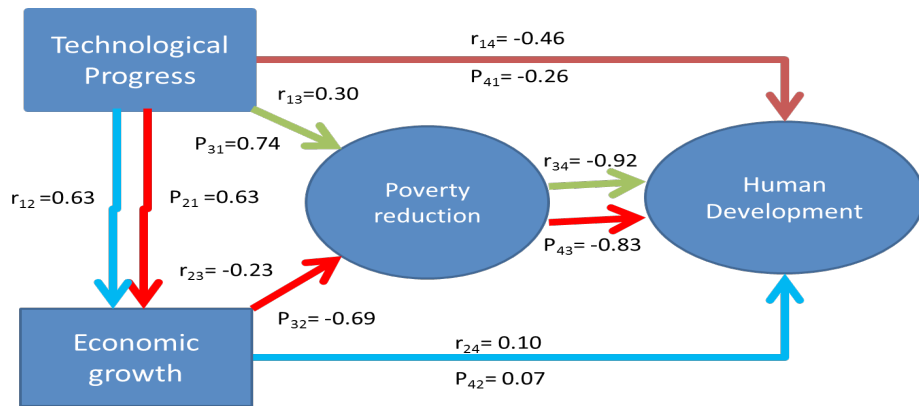 Technological
Progress
r14= -0.46
P41= -0.26
r13=0.30
P31=0.74
r12=0.63
P21=0.63
Poverty
reduction
r34= -0.92
P43= -0.83
Human
Development
r23= -0.23
P32= -0.69
Economic
growth
r24= 0.10
P42= 0.07